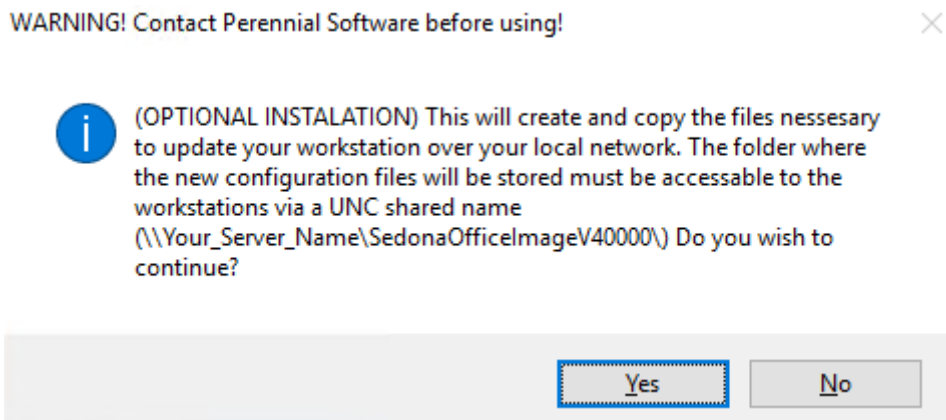 WARNING! Contact Perennial Software before using!
(OPTIONAL INSTALATION) This will create and copy the files nessesary
to update your workstation over your local network. The folder where
the new configuration files will be stored must be accessable to the
workstations via a UNC shared name
(\\Your_Server_Name\SedonaOfficeImageV40000\) Do you wish to
continue?
Yes
No